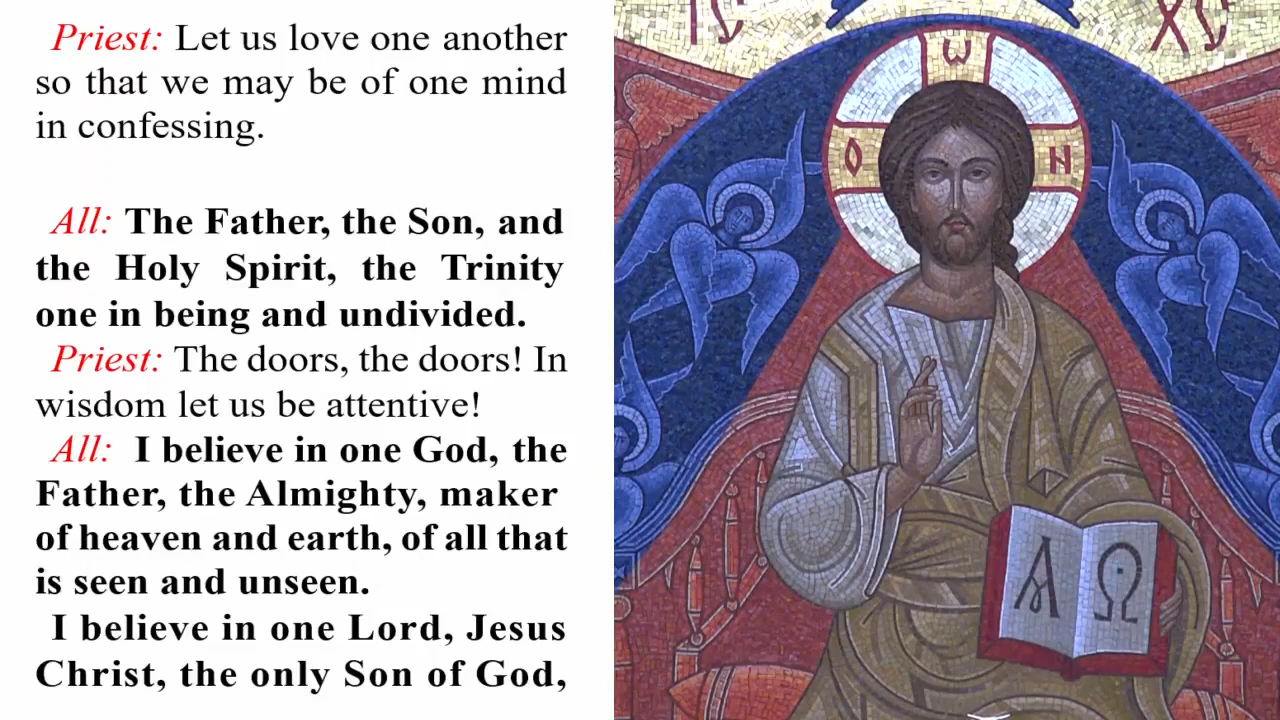 Priest: Let us love one another
so that we may be of one mind
in confessing.
All: The Father, the Son, and
the Holy Spirit, the Trinity
one in being and undivided.
Priest: The doors, the doors! In
wisdom let us be attentive!
All: I believe in one God, the
Father, the Almighty, maker
of heaven and earth, of all that
is seen and unseen.
I believe in one Lord, Jesus
Christ, the only Son of God,
IC XC
Ο Ѡ Ν
Α Ω